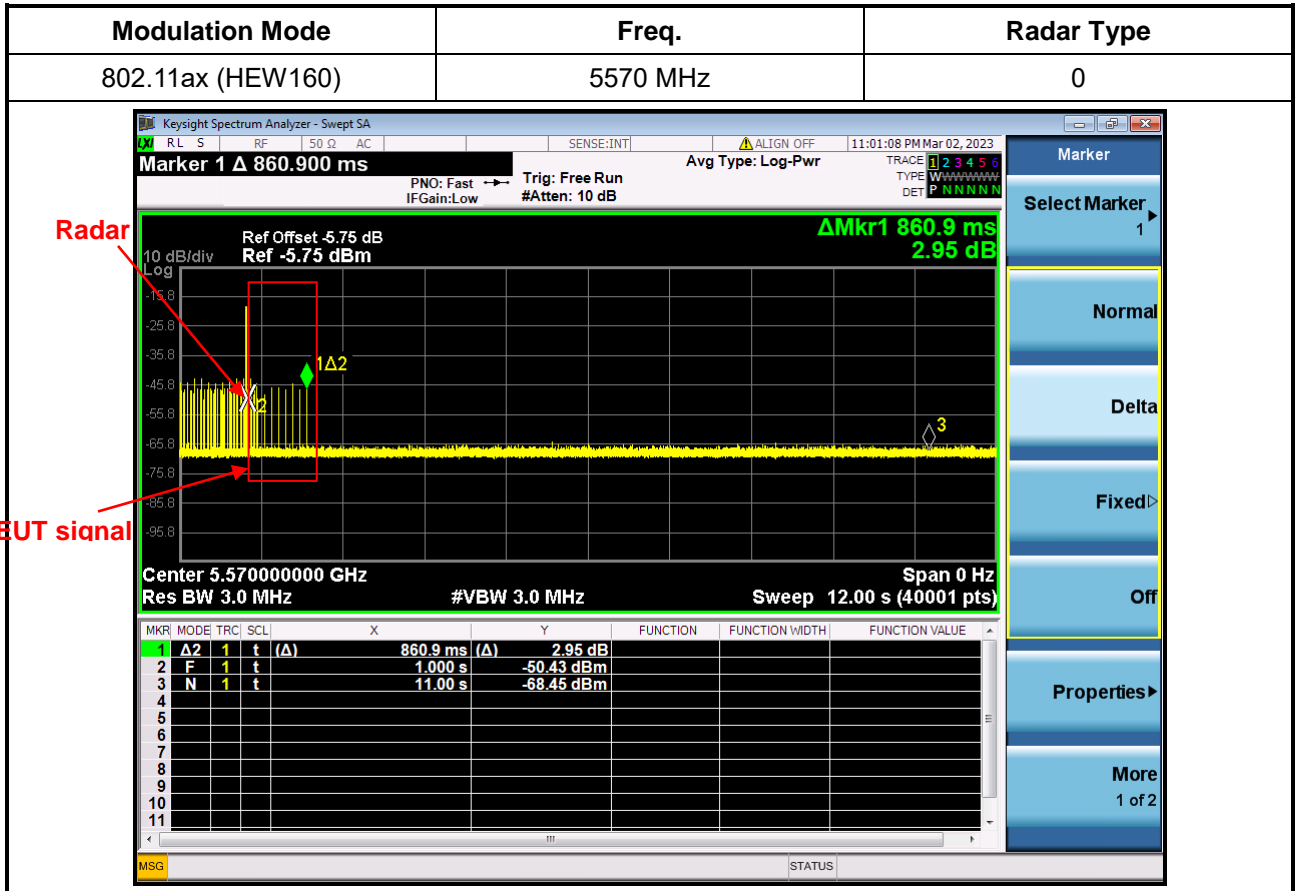 Modulation Mode Freq. Radar Type
802.11ax (HEW160) 5570 MHz 0
Keysight Spectrum Analyzer - Swept SA
LXI RL S RF 50 Ω AC SENSE:INT ALIGN OFF 11:01:08 PM Mar 02, 2023
Marker 1 Δ 860.900 ms Avg Type: Log-Pwr TRACE 1 2 3 4 5 6
PNO: Fast Trig: Free Run TYPE WWWWWW
IFGain:Low #Atten: 10 dB DET P N N N N N
Marker
Select Marker
1
Normal
Delta
Fixed
Off
Properties
More
1 of 2
Radar
EUT signal
Ref Offset -5.75 dB ΔMkr1 860.9 ms
10 dB/div Ref -5.75 dBm 2.95 dB
Log
-15.8
-25.8
-35.8
-45.8
-55.8
-65.8
-75.8
-85.8
-95.8
1Δ2
2
3
Center 5.570000000 GHz Span 0 Hz
Res BW 3.0 MHz #VBW 3.0 MHz Sweep 12.00 s (40001 pts)
MKR MODE TRC SCL X Y FUNCTION FUNCTION WIDTH FUNCTION VALUE
1 Δ2 1 t (Δ) 860.9 ms (Δ) 2.95 dB
2 F 1 t 1.000 s -50.43 dBm
3 N 1 t 11.00 s -68.45 dBm
4
5
6
7
8
9
10
11
MSG STATUS